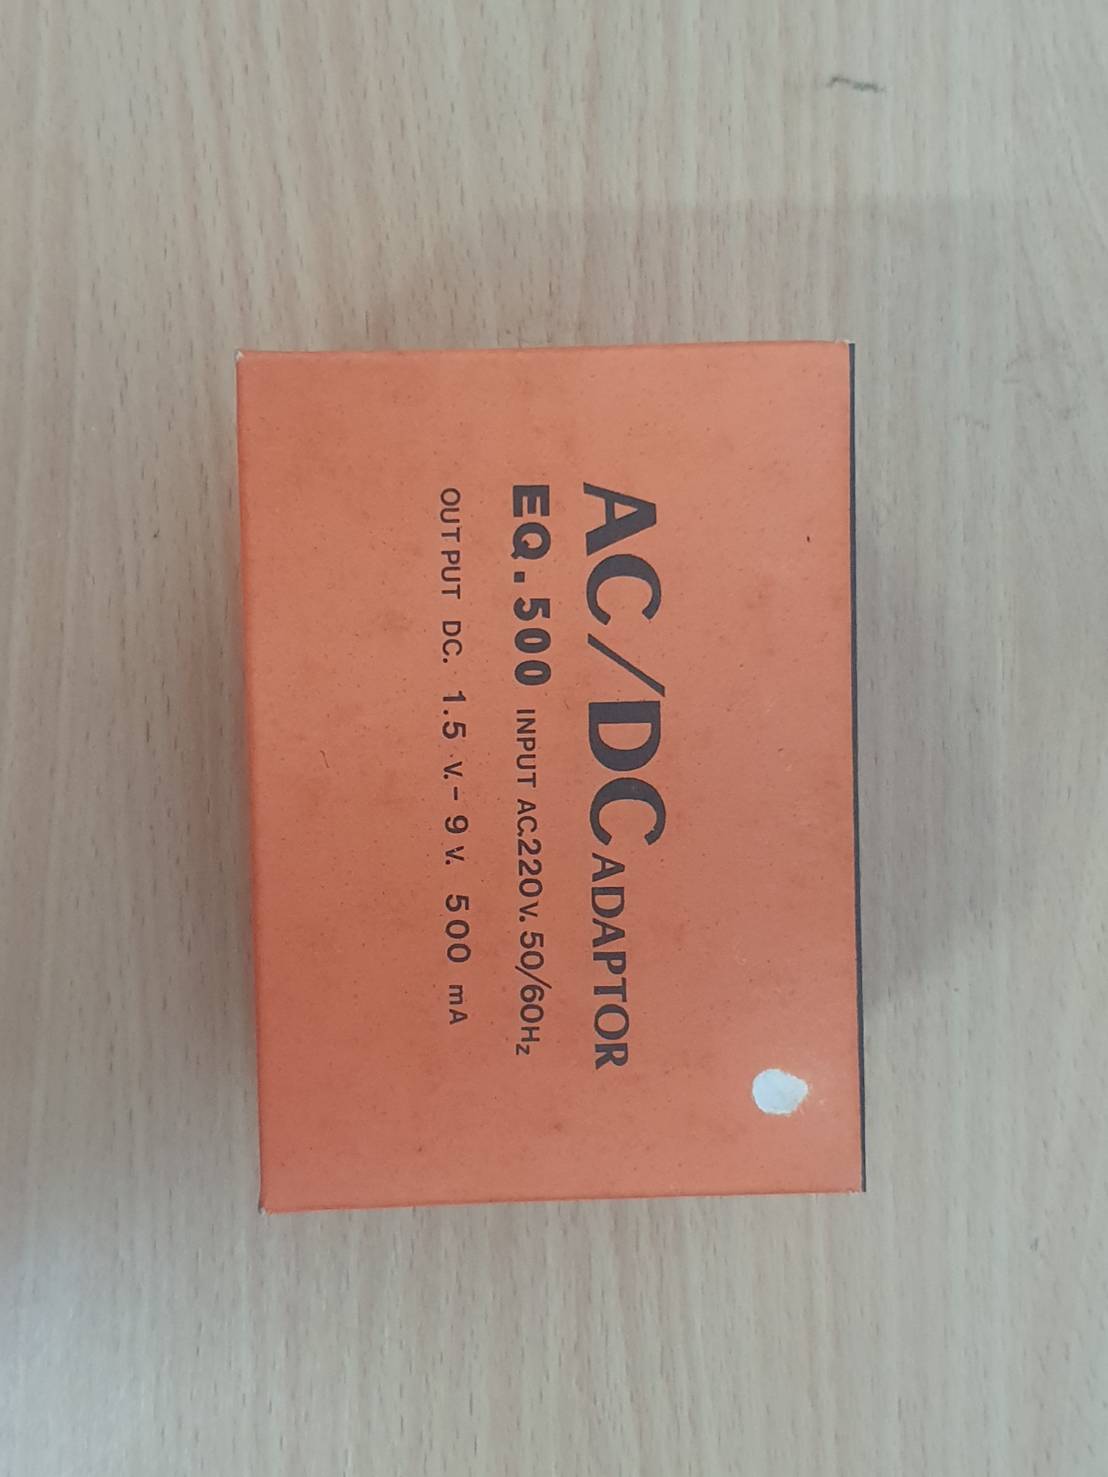 AC/DC ADAPTOR
EQ.500 INPUT AC.220v. 50/60Hz
OUTPUT DC. 1.5 v.- 9 v. 500 mA